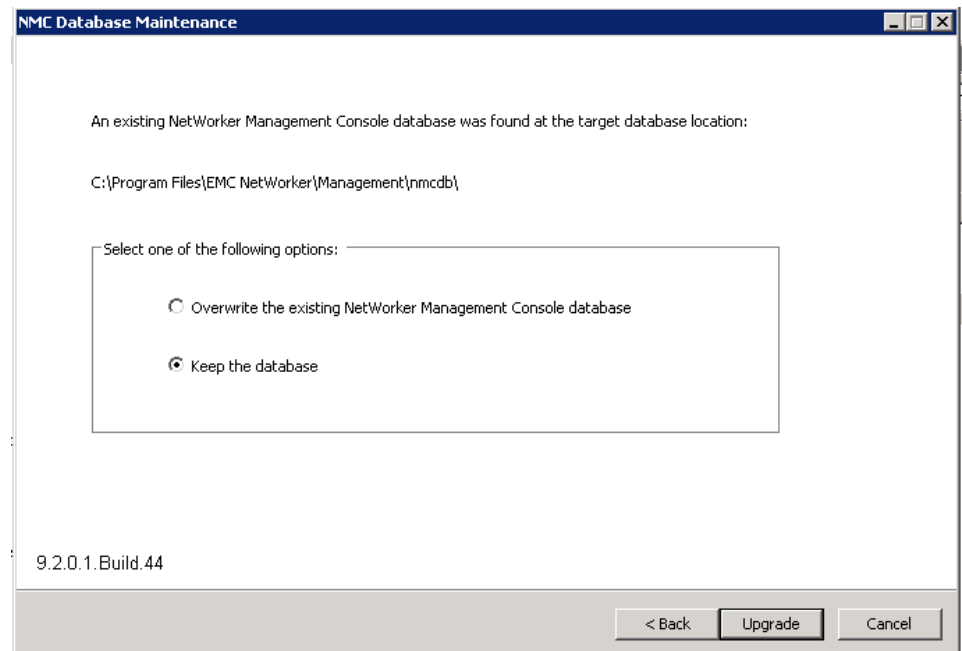 NMC Database Maintenance
An existing NetWorker Management Console database was found at the target database location:
C:\Program Files\EMC NetWorker\Management\nmcdb\
Select one of the following options:
Overwrite the existing NetWorker Management Console database
Keep the database
9.2.0.1.Build.44
< Back
Upgrade
Cancel